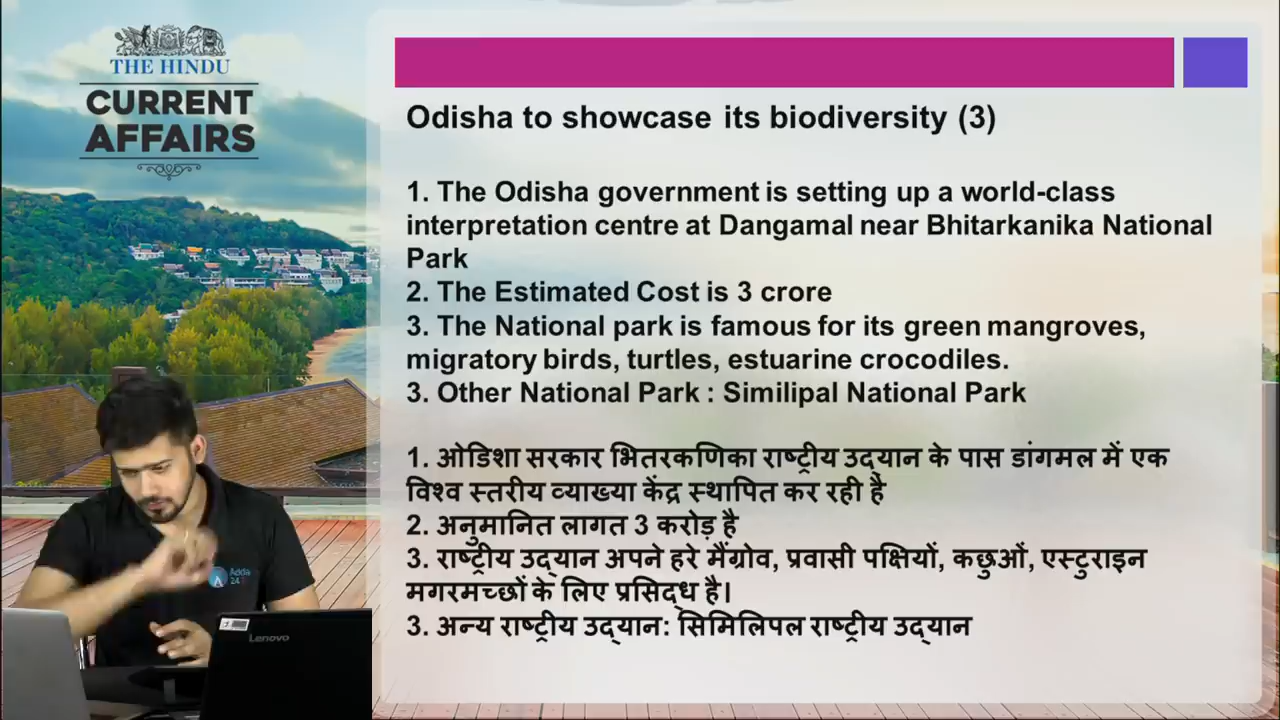 THE HINDU
CURRENT
AFFAIRS
Odisha to showcase its biodiversity (3)
1. The Odisha government is setting up a world-class
interpretation centre at Dangamal near Bhitarkanika National
Park
2. The Estimated Cost is 3 crore
3. The National park is famous for its green mangroves,
migratory birds, turtles, estuarine crocodiles.
3. Other National Park : Similipal National Park
1. ओडिशा सरकार भितरकणिका राष्ट्रीय उद्यान के पास डांगमल में एक
विश्व स्तरीय व्याख्या केंद्र स्थापित कर रही है
2. अनुमानित लागत 3 करोड़ है
3. राष्ट्रीय उद्यान अपने हरे मैंग्रोव, प्रवासी पक्षियों, कछुओं, एस्टुराइन
मगरमच्छों के लिए प्रसिद्ध है।
3. अन्य राष्ट्रीय उद्यान: सिमिलिपल राष्ट्रीय उद्यान
Adda
247
Lenovo